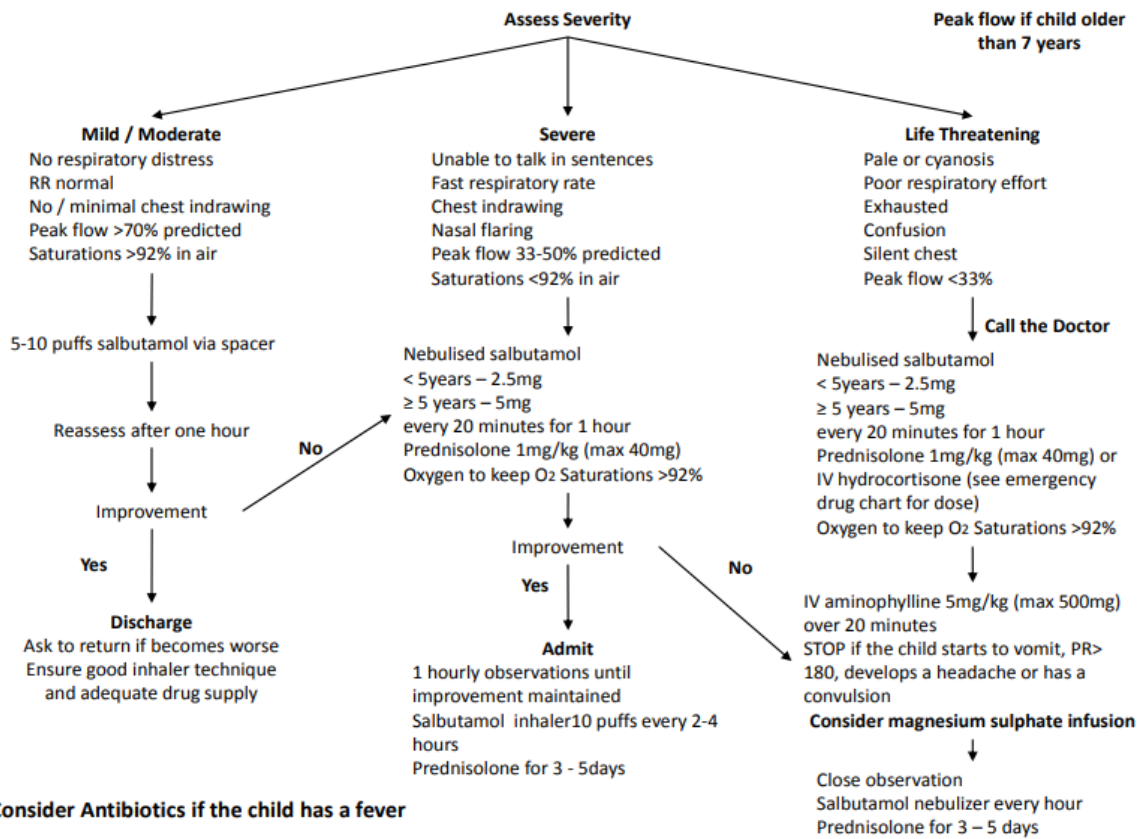 Assess Severity
Peak flow if child older
than 7 years
Mild / Moderate
No respiratory distress
RR normal
No / minimal chest indrawing
Peak flow >70% predicted
Saturations >92% in air
5-10 puffs salbutamol via spacer
Reassess after one hour
Improvement
No
Yes
Discharge
Ask to return if becomes worse
Ensure good inhaler technique
and adequate drug supply
Severe
Unable to talk in sentences
Fast respiratory rate
Chest indrawing
Nasal flaring
Peak flow 33-50% predicted
Saturations <92% in air
Nebulised salbutamol
< 5years – 2.5mg
≥ 5 years – 5mg
every 20 minutes for 1 hour
Prednisolone 1mg/kg (max 40mg)
Oxygen to keep O2 Saturations >92%
Improvement
No
Yes
Admit
1 hourly observations until
improvement maintained
Salbutamol inhaler10 puffs every 2-4
hours
Prednisolone for 3 - 5days
Life Threatening
Pale or cyanosis
Poor respiratory effort
Exhausted
Confusion
Silent chest
Peak flow <33%
Call the Doctor
Nebulised salbutamol
< 5years – 2.5mg
≥ 5 years – 5mg
every 20 minutes for 1 hour
Prednisolone 1mg/kg (max 40mg) or
IV hydrocortisone (see emergency
drug chart for dose)
Oxygen to keep O2 Saturations >92%
IV aminophylline 5mg/kg (max 500mg)
over 20 minutes
STOP if the child starts to vomit, PR>
180, develops a headache or has a
convulsion
Consider magnesium sulphate infusion
Close observation
Salbutamol nebulizer every hour
Prednisolone for 3 – 5 days
onsider Antibiotics if the child has a fever